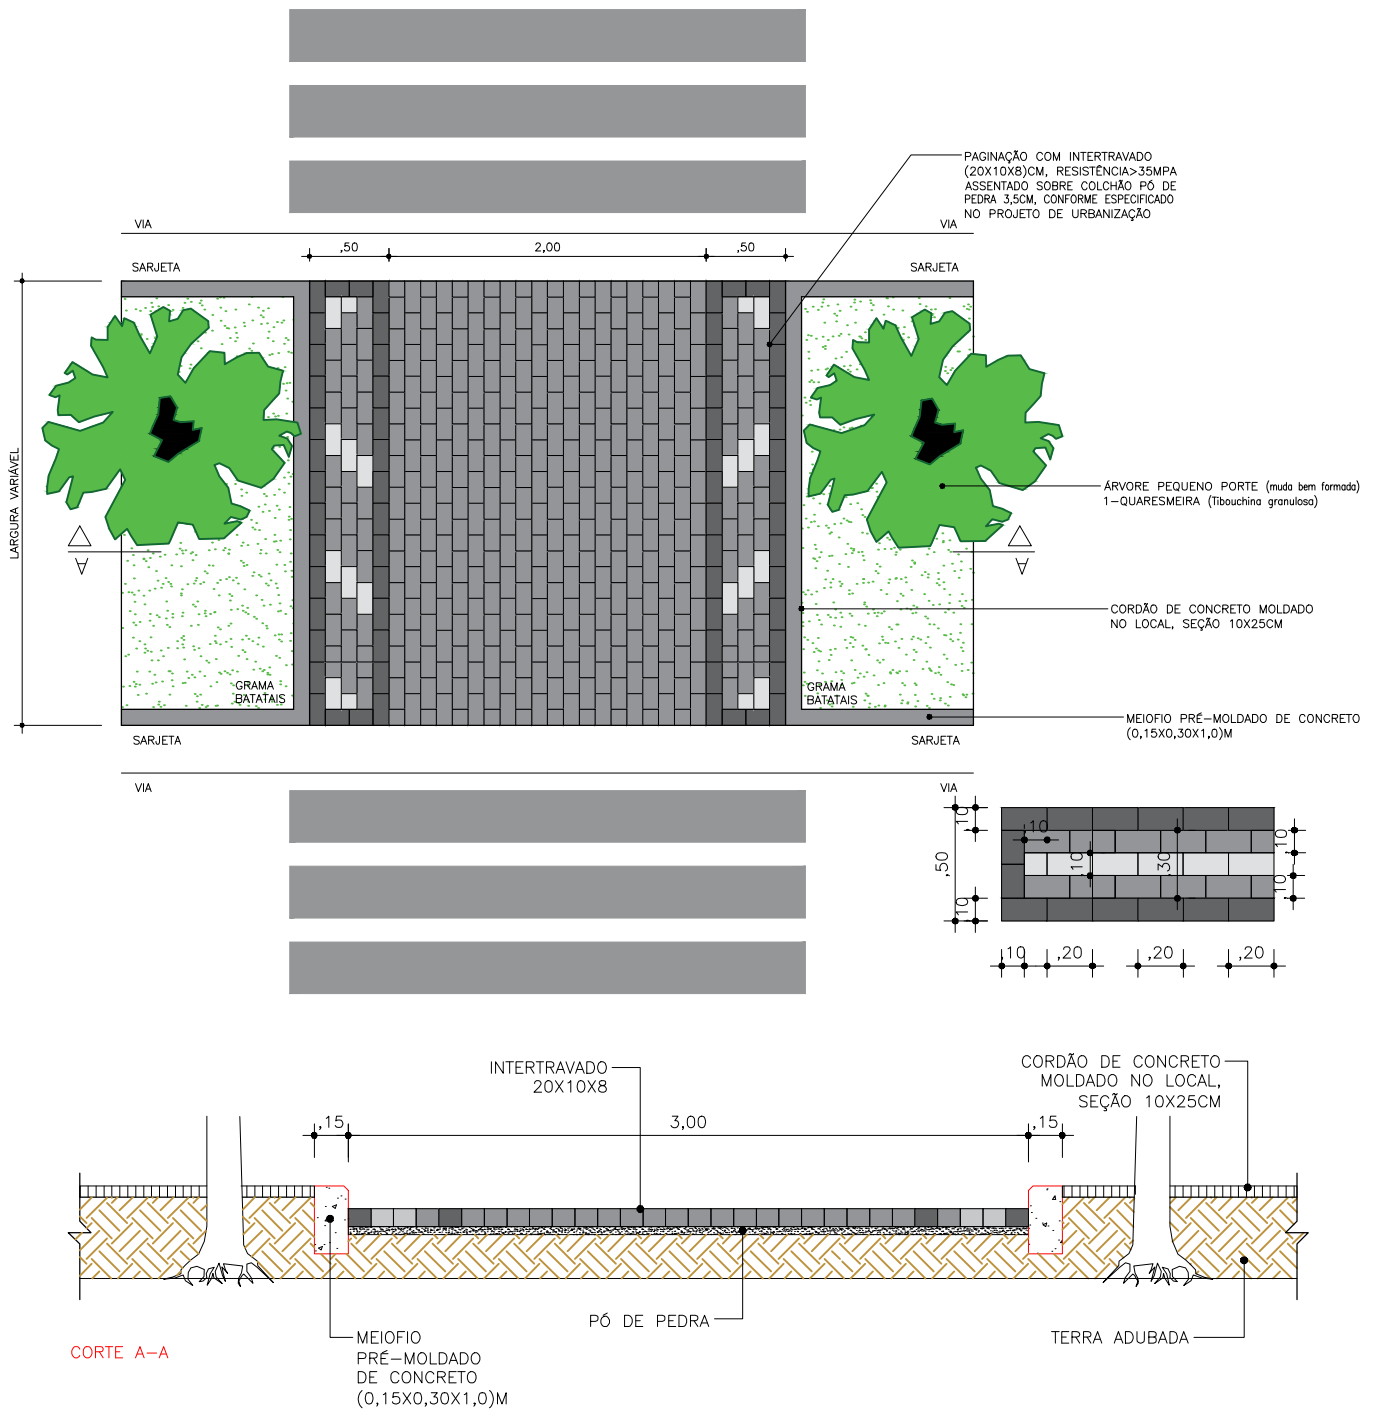 PAGINAÇÃO COM INTERTRAVADO
(20X10X8)CM, RESISTÊNCIA>35MPA
ASSENTADO SOBRE COLCHÃO PÓ DE
PEDRA 3,5CM, CONFORME ESPECIFICADO
NO PROJETO DE URBANIZAÇÃO
VIA
VIA
,50
2,00
,50
SARJETA
SARJETA
LARGURA VARIÁVEL
ÁRVORE PEQUENO PORTE (muda bem formada)
1-QUARESMEIRA (Tibouchina granulosa)
A
A
CORDÃO DE CONCRETO MOLDADO
NO LOCAL, SEÇÃO 10X25CM
GRAMA
BATATAIS
GRAMA
BATATAIS
MEIOFIO PRÉ-MOLDADO DE CONCRETO
(0,15X0,30X1,0)M
SARJETA
SARJETA
VIA
VIA
,10
,10
,10
,50
,10
,30
,10
,10
,10
,10
,20
,20
,20
INTERTRAVADO
20X10X8
CORDÃO DE CONCRETO
MOLDADO NO LOCAL,
SEÇÃO 10X25CM
,15
3,00
,15
PÓ DE PEDRA
TERRA ADUBADA
MEIOFIO
PRÉ-MOLDADO
DE CONCRETO
(0,15X0,30X1,0)M
CORTE A-A